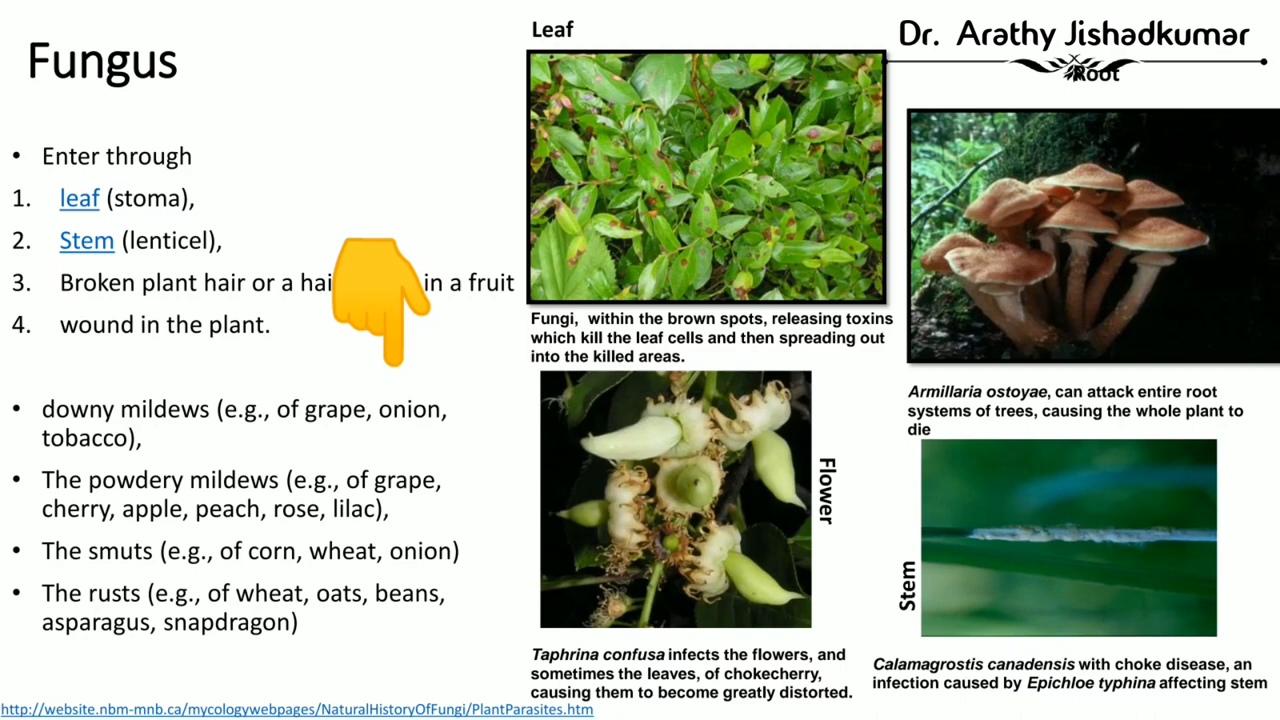 Fungus
• Enter through
1. leaf (stoma),
2. Stem (lenticel),
3. Broken plant hair or a hai in a fruit
4. wound in the plant.
• downy mildews (e.g., of grape, onion,
tobacco),
• The powdery mildews (e.g., of grape,
cherry, apple, peach, rose, lilac),
• The smuts (e.g., of corn, wheat, onion)
• The rusts (e.g., of wheat, oats, beans,
asparagus, snapdragon)
http://website.nbm-mnb.ca/mycologywebpages/NaturalHistoryOfFungi/PlantParasites.htm
Leaf
Fungi, within the brown spots, releasing toxins
which kill the leaf cells and then spreading out
into the killed areas.
Flower
Taphrina confusa infects the flowers, and
sometimes the leaves, of chokecherry,
causing them to become greatly distorted.
Dr. Arathy Jishadkumar
Root
Armillaria ostoyae, can attack entire root
systems of trees, causing the whole plant to
die
Stem
Calamagrostis canadensis with choke disease, an
infection caused by Epichloe typhina affecting stem